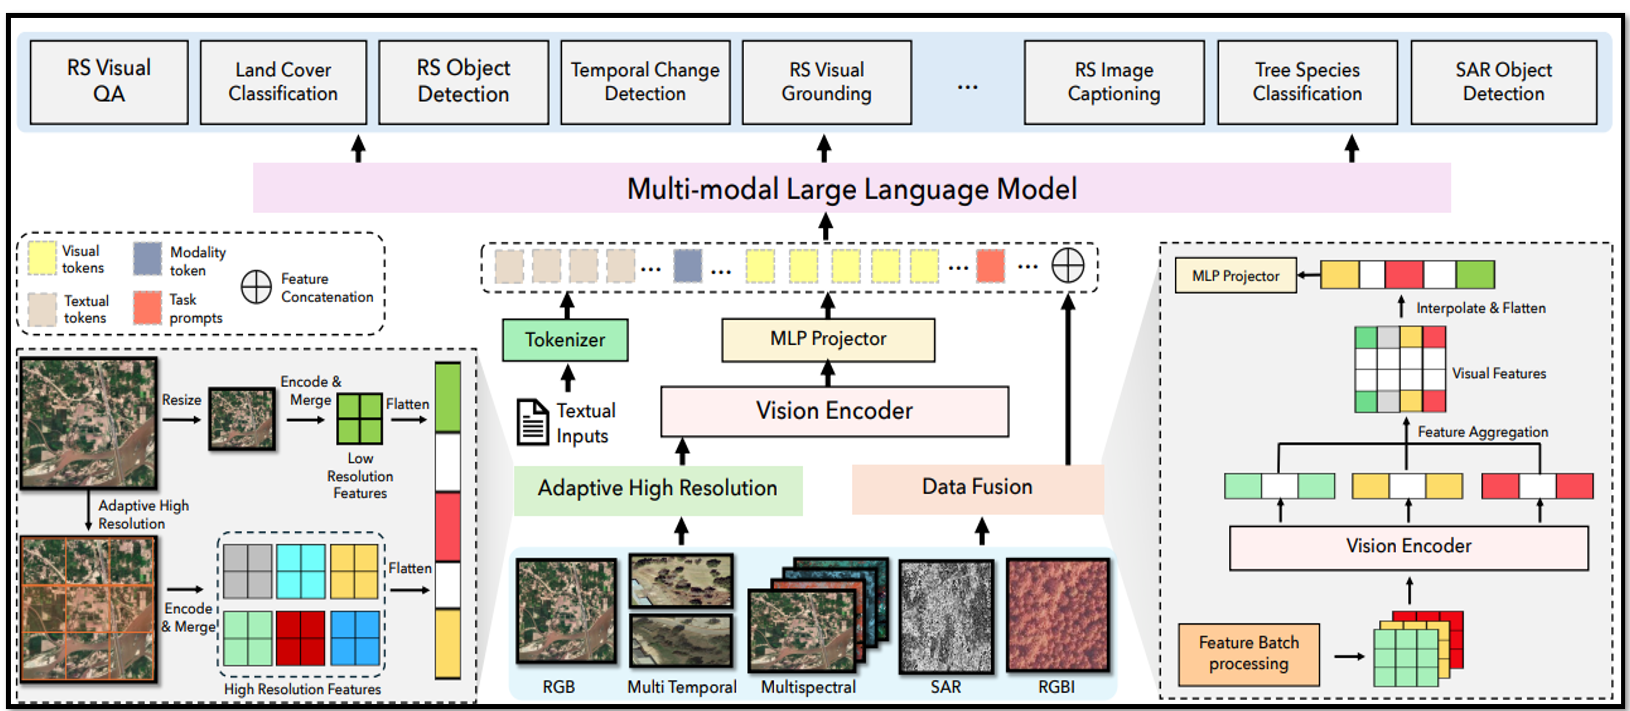 RS Visual
QA
Land Cover
Classification
RS Object
Detection
Temporal Change
Detection
RS Visual
Grounding
...
RS Image
Captioning
Tree Species
Classification
SAR Object
Detection
Multi-modal Large Language Model
Visual
tokens
Modality
token
Textual
tokens
Task
prompts
Feature
Concatenation
... ... ... ...
Tokenizer
MLP Projector
Textual
Inputs
Vision Encoder
Adaptive High Resolution
Data Fusion
RGB
Multi Temporal
Multispectral
SAR
RGBI
Resize
Encode &
Merge
Flatten
Low
Resolution
Features
Adaptive High
Resolution
Encode
& Merge
Flatten
High Resolution Features
MLP Projector
Interpolate & Flatten
Visual Features
Feature Aggregation
Vision Encoder
Feature Batch
processing